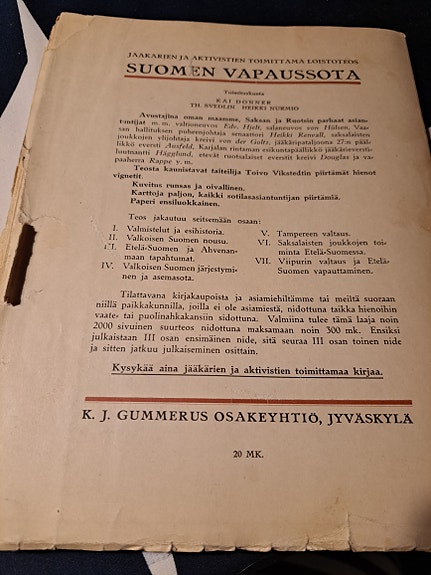 JÄÄKÄRIEN JA AKTIVISTIEN TOIMITTAMA LOISTOTEOS
SUOMEN VAPAUSSOTA
Toimituskunta
KAI DONNER
TH. SVEDLIN HEIKKI NURMIO
Avustajina oman maamme, Saksan ja Ruotsin parhaat asian-
tuntijat m. m. valtioneuvos Edv. Hjelt, salaneuvos von Hülsen, Vaa-
san hallituksen puheenjohtaja senaattori Heikki Renvall, saksalaisten
joukkojen ylijohtaja kreivi von der Goltz, jääkäripataljoona 27:n pääl-
likkö eversti Ausfeld, Karjalan rintaman esikuntapäällikkö jääkärieversti-
luutnantti Hägglund, etevät ruotsalaiset everstit kreivi Douglas ja va-
paaherra Rappe y. m.
Teosta kaunistavat taiteilija Toivo Vikstedtin piirtämät hienot
vignetit.
Kuvitus runsas ja oivallinen.
Karttoja paljon, kaikki sotilasasiantuntijan piirtämiä.
Paperi ensiluokkainen.
Teos jakautuu seitsemään osaan:
I. Valmistelut ja esihistoria.
II. Valkoisen Suomen nousu.
III. Etelä-Suomen ja Ahvenan-
maan tapahtumat.
IV. Valkoisen Suomen järjestymi-
nen ja asemasota.
V. Tampereen valtaus.
VI. Saksalaisten joukkojen toi-
minta Etelä-Suomessa.
VII. Viipurin valtaus ja Etelä-
Suomen vapauttaminen.
Tilattavana kirjakaupoista ja asiamiehiltämme tai meiltä suoraan
niillä paikkakunnilla, joilla ei ole asiamiestä, nidottuna taikka hienoihin
vaate- tai puolinahkakansiin sidottuna. Valmiina tulee tämä laaja noin
2000 sivuinen suurteos nidottuna maksamaan noin 300 mk. Ensiksi
julkaistaan III osan ensimäinen nide, sitä seuraa III osan toinen nide
ja sitten jatkuu julkaiseminen osittain.
Kysykää aina jääkärien ja aktivistien toimittamaa kirjaa.
K. J. GUMMERUS OSAKEYHTIÖ, JYVÄSKYLÄ
20 MK.